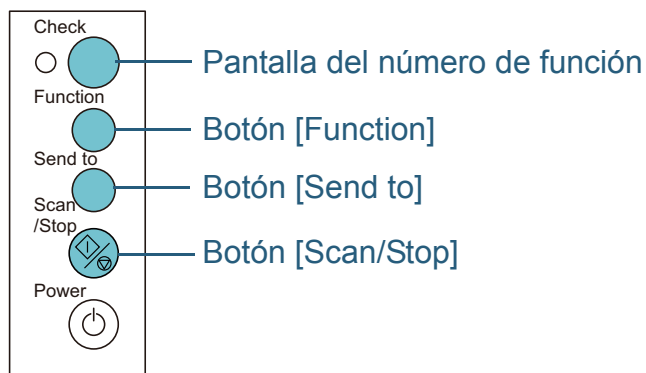 Check
Pantalla del número de función
Function
Botón [Function]
Send to
Botón [Send to]
Scan
/Stop
Botón [Scan/Stop]
Power